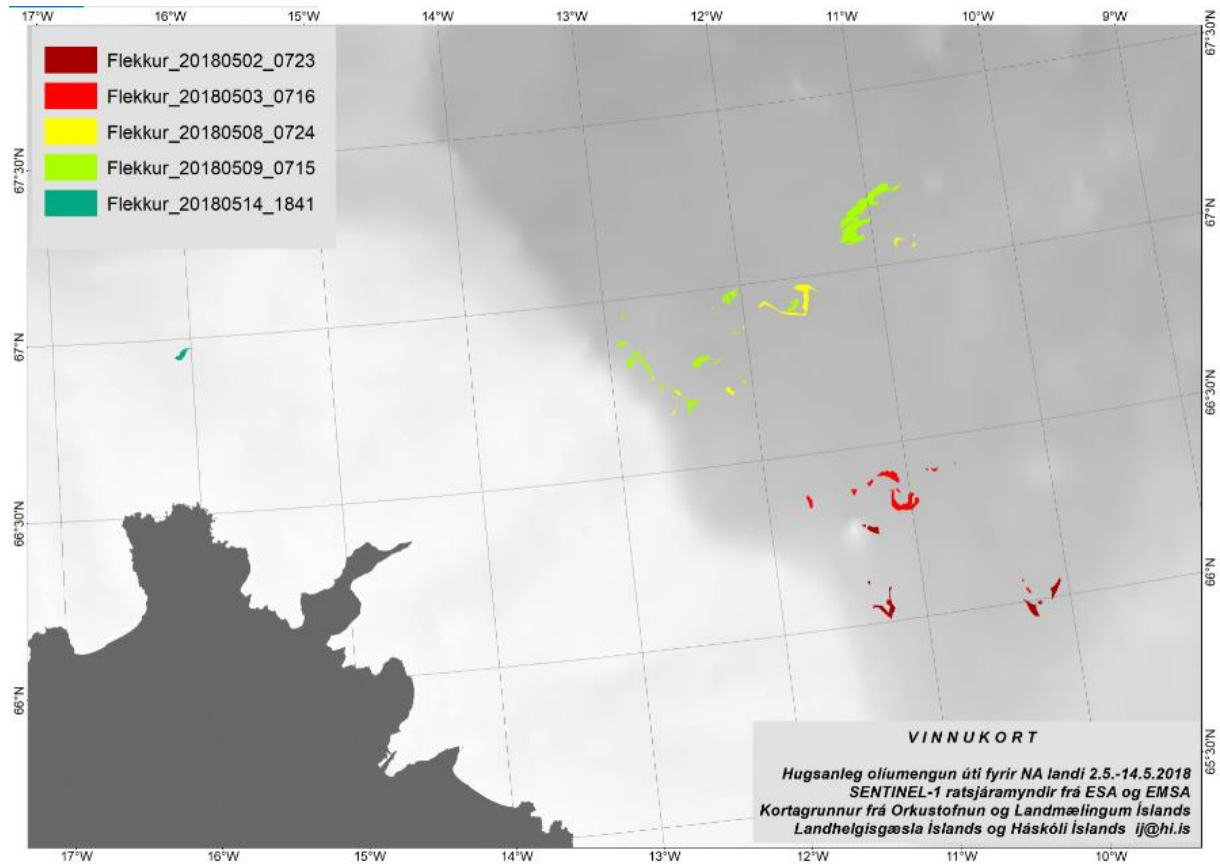 17°W 16°W 15°W 14°W 13°W 12°W 11°W 10°W 9°W
67°30'N
Flekkur_20180502_0723
Flekkur_20180503_0716
Flekkur_20180508_0724
Flekkur_20180509_0715
Flekkur_20180514_1841
67°30'N
67°N
67°N
66°30'N
66°30'N
66°N
66°N
65°30'N
VINNUKORT
Hugsanleg olíumengun úti fyrir NA landi 2.5.-14.5.2018
SENTINEL-1 ratsjármyndir frá ESA og EMSA
Kortagrunnur frá Orkustofnun og Landmælingum Íslands
Landhelgisgæsla Íslands og Háskóli Íslands ij@hi.is
17°W 16°W 15°W 14°W 13°W 12°W 11°W 10°W